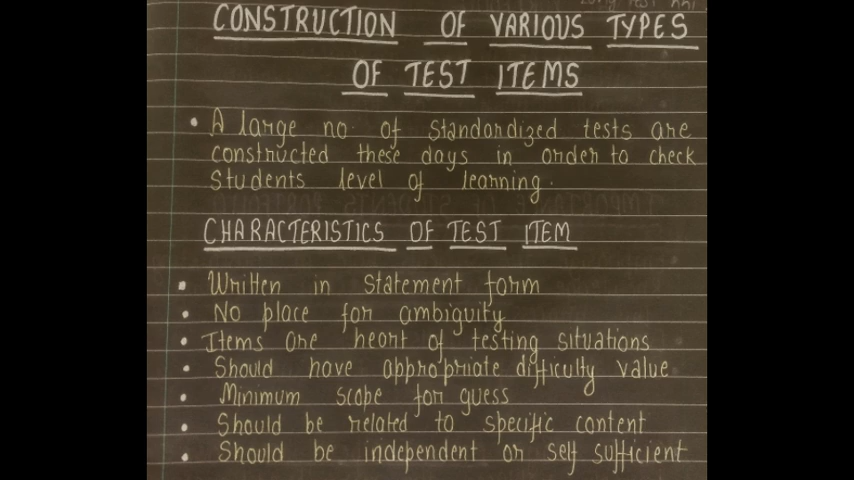 CONSTRUCTION OF VARIOUS TYPES
OF TEST ITEMS
• A large no. of standardized tests are
constructed these days in order to check
students level of learning.
CHARACTERISTICS OF TEST ITEM
• Written in statement form
• No place for ambiguity
• Items are heart of testing situations
• Should have appropriate difficulty value
• Minimum scope for guess
• Should be related to specific content
• Should be independent or self sufficient